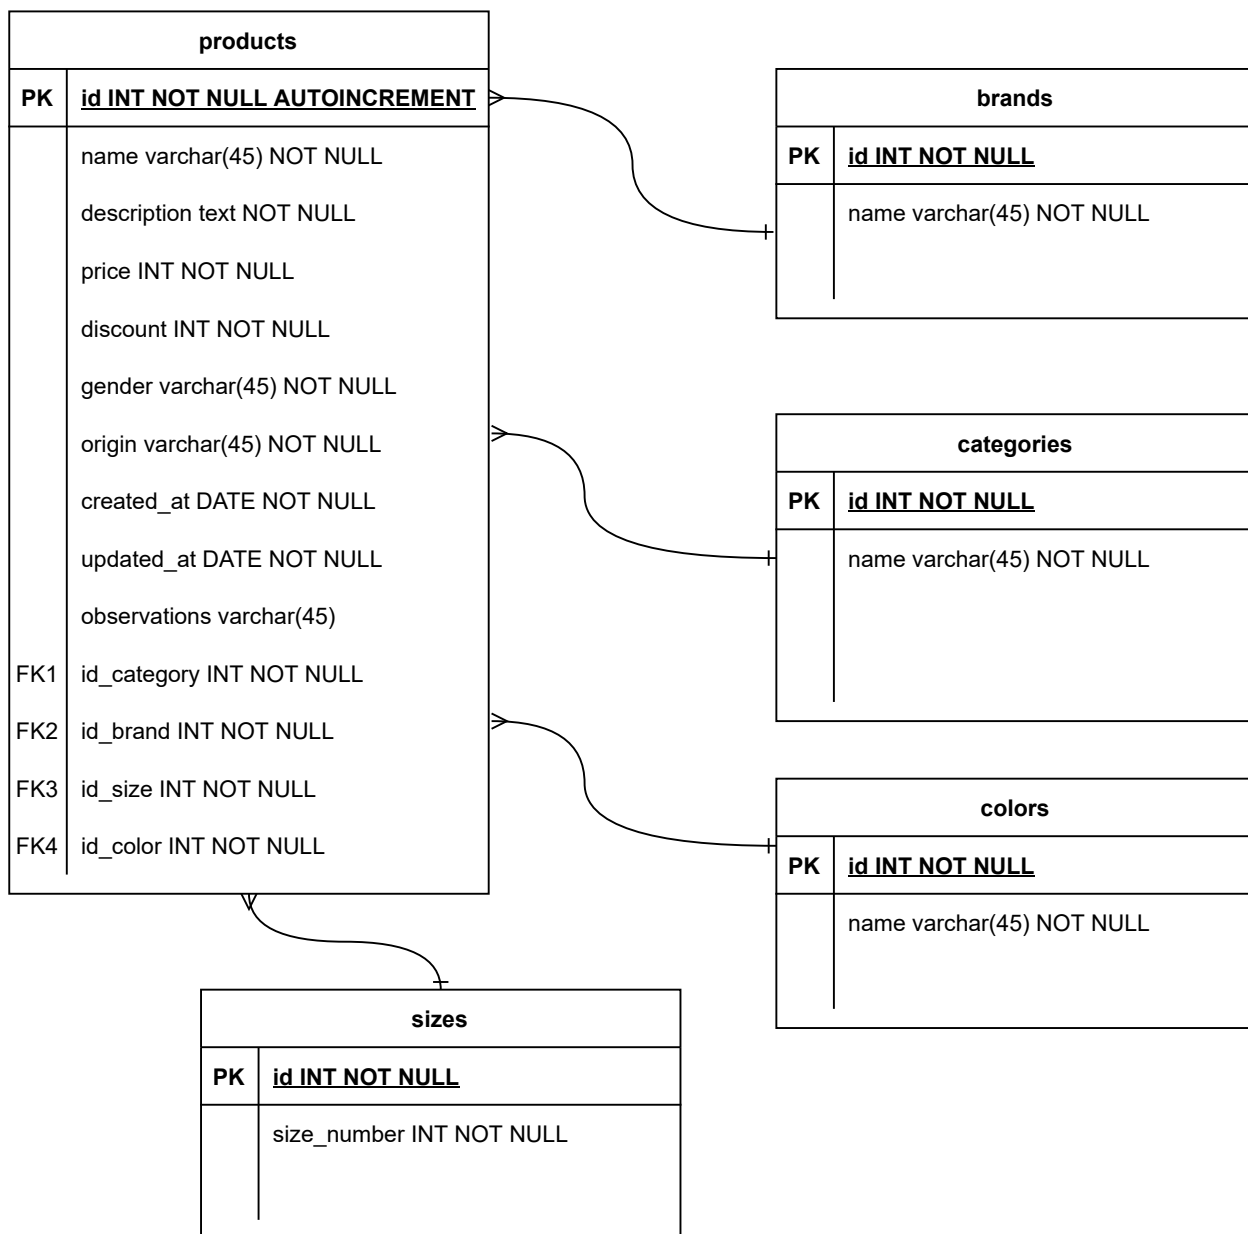 products
PK id INT NOT NULL AUTOINCREMENT
name varchar(45) NOT NULL
description text NOT NULL
price INT NOT NULL
discount INT NOT NULL
gender varchar(45) NOT NULL
origin varchar(45) NOT NULL
created_at DATE NOT NULL
updated_at DATE NOT NULL
observations varchar(45)
FK1 id_category INT NOT NULL
FK2 id_brand INT NOT NULL
FK3 id_size INT NOT NULL
FK4 id_color INT NOT NULL
brands
PK id INT NOT NULL
name varchar(45) NOT NULL
categories
PK id INT NOT NULL
name varchar(45) NOT NULL
colors
PK id INT NOT NULL
name varchar(45) NOT NULL
sizes
PK id INT NOT NULL
size_number INT NOT NULL